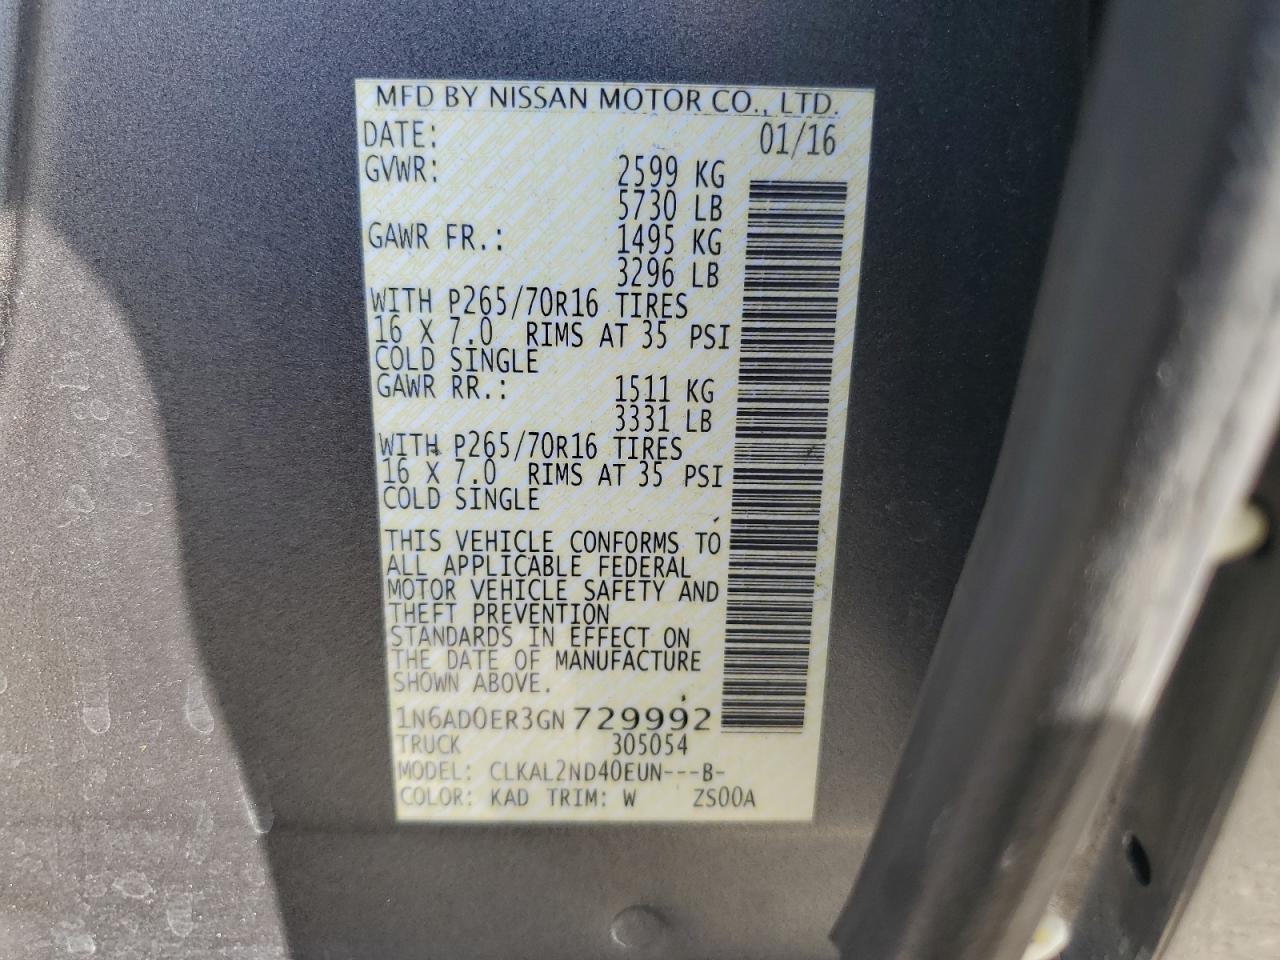 MFD BY NISSAN MOTOR CO., LTD.
DATE: 01/16
GVWR: 2599 KG
5730 LB
GAWR FR.: 1495 KG
3296 LB
WITH P265/70R16 TIRES
16 X 7.0 RIMS AT 35 PSI
COLD SINGLE
GAWR RR.: 1511 KG
3331 LB
WITH P265/70R16 TIRES
16 X 7.0 RIMS AT 35 PSI
COLD SINGLE
THIS VEHICLE CONFORMS TO
ALL APPLICABLE FEDERAL
MOTOR VEHICLE SAFETY AND
THEFT PREVENTION
STANDARDS IN EFFECT ON
THE DATE OF MANUFACTURE
SHOWN ABOVE.
1N6AD0ER3GN729992
TRUCK 305054
MODEL: CLKAL2ND40EUN---B-
COLOR: KAD TRIM: W ZS00A